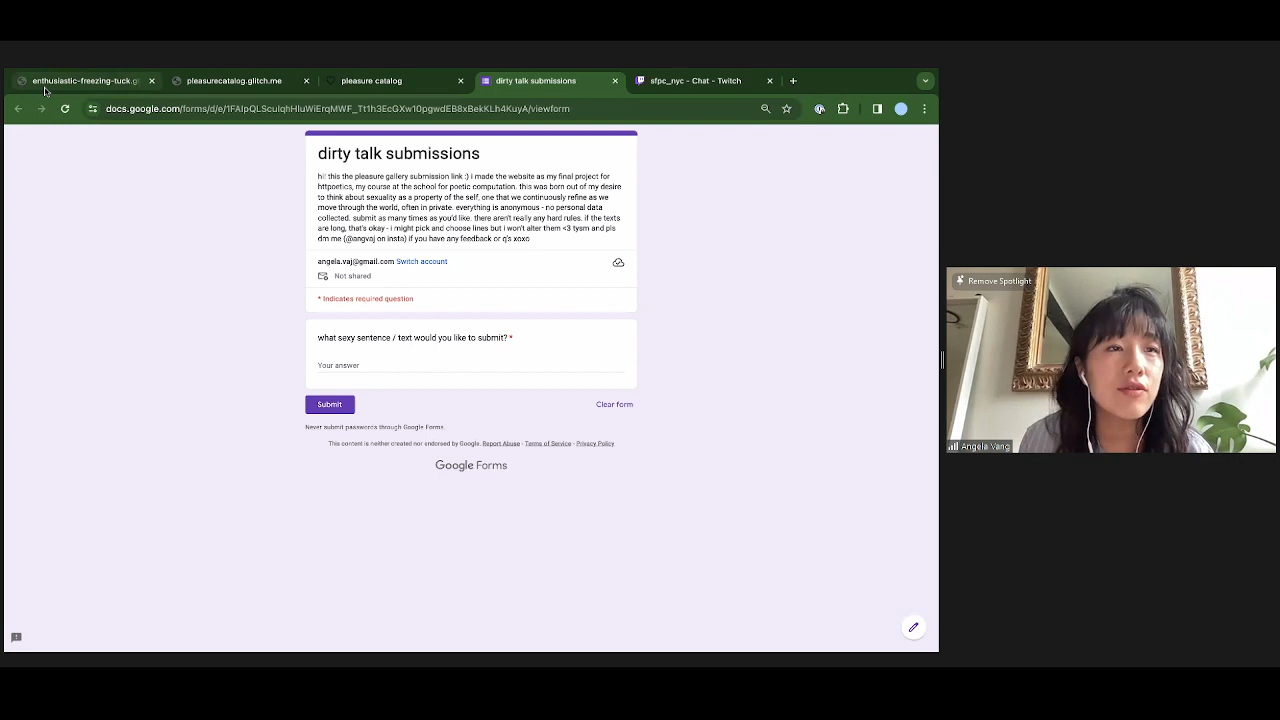 enthusiastic-freezing-tuck.g
pleasurecatalog.glitch.me
pleasure catalog
dirty talk submissions
sfpc_nyc - Chat - Twitch
docs.google.com/forms/d/e/1FAIpQLScuIqhHIuWiErqMWF_Tt1h3EcGXw10pgwdEB8xBekKLh4KuyA/viewform
dirty talk submissions
hi! this the pleasure gallery submission link :) i made the website as my final project for
httpoetics, my course at the school for poetic computation. this was born out of my desire
to think about sexuality as a property of the self, one that we continuously refine as we
move through the world, often in private. everything is anonymous - no personal data
collected. submit as many times as you'd like. there aren't really any hard rules. if the texts
are long, that's okay - i might pick and choose lines but i won't alter them <3 tysm and pls
dm me (@angvaj on insta) if you have any feedback or q's xoxo
angela.vaj@gmail.com Switch account
Not shared
* Indicates required question
what sexy sentence / text would you like to submit? *
Your answer
Submit
Clear form
Never submit passwords through Google Forms.
This content is neither created nor endorsed by Google. Report Abuse - Terms of Service - Privacy Policy
Google Forms
Remove Spotlight
Angela Vang